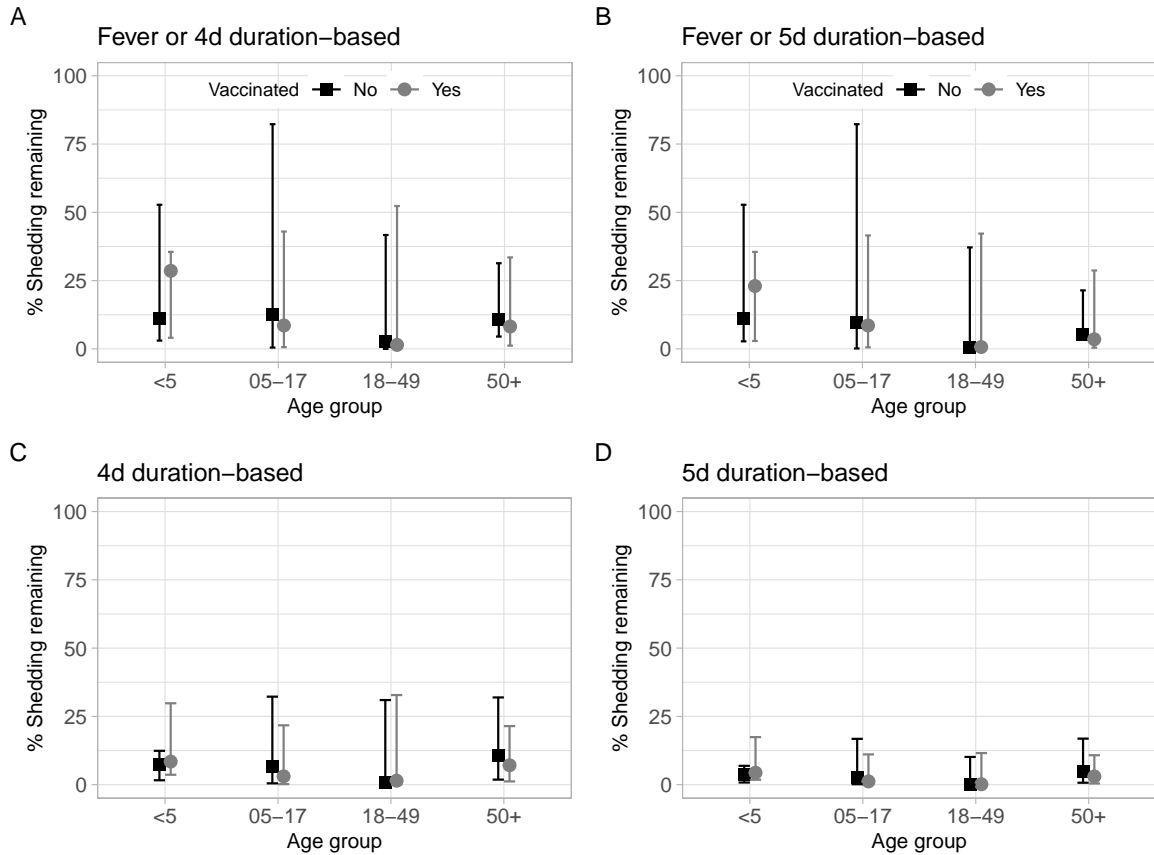 A
Fever or 4d duration−based
Vaccinated No Yes
100
75
50
25
0
% Shedding remaining
<5 05−17 18−49 50+
Age group
B
Fever or 5d duration−based
Vaccinated No Yes
100
75
50
25
0
% Shedding remaining
<5 05−17 18−49 50+
Age group
C
4d duration−based
100
75
50
25
0
% Shedding remaining
<5 05−17 18−49 50+
Age group
D
5d duration−based
100
75
50
25
0
% Shedding remaining
<5 05−17 18−49 50+
Age group